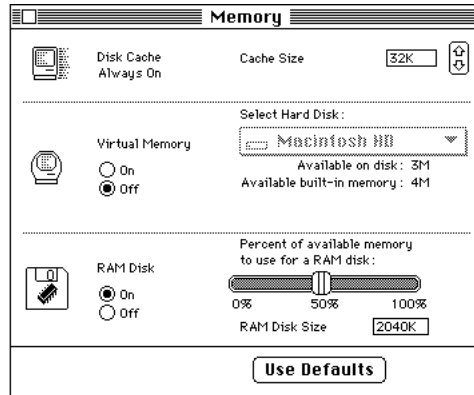 Memory
Disk Cache
Always On
Cache Size
32K
Select Hard Disk:
Virtual Memory
Macintosh HD
On
Off
Available on disk: 3M
Available built-in memory: 4M
Percent of available memory
to use for a RAM disk:
RAM Disk
On
Off
0% 50% 100%
RAM Disk Size 2040K
Use Defaults